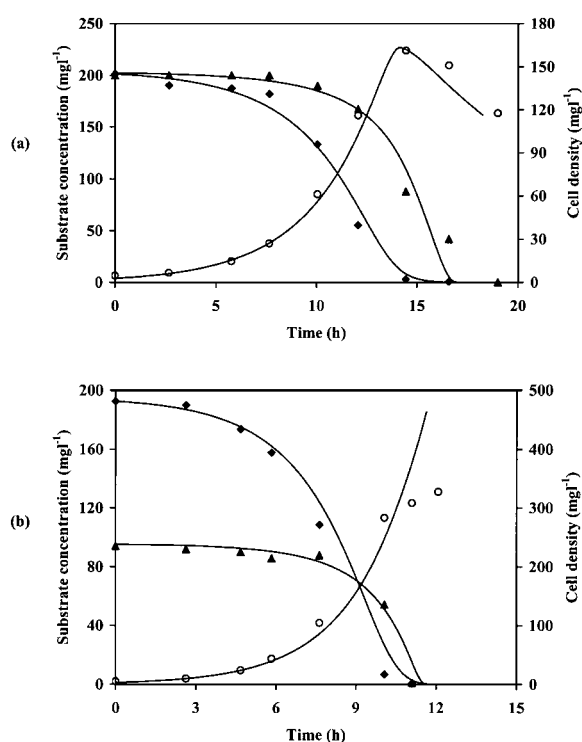 (a)
Substrate concentration (mgl⁻¹)
250
200
150
100
50
0
180
150
120
90
60
30
0
Cell density (mgl⁻¹)
0 5 10 15 20
Time (h)
(b)
Substrate concentration (mgl⁻¹)
200
160
120
80
40
0
500
400
300
200
100
0
Cell density (mgl⁻¹)
0 3 6 9 12 15
Time (h)